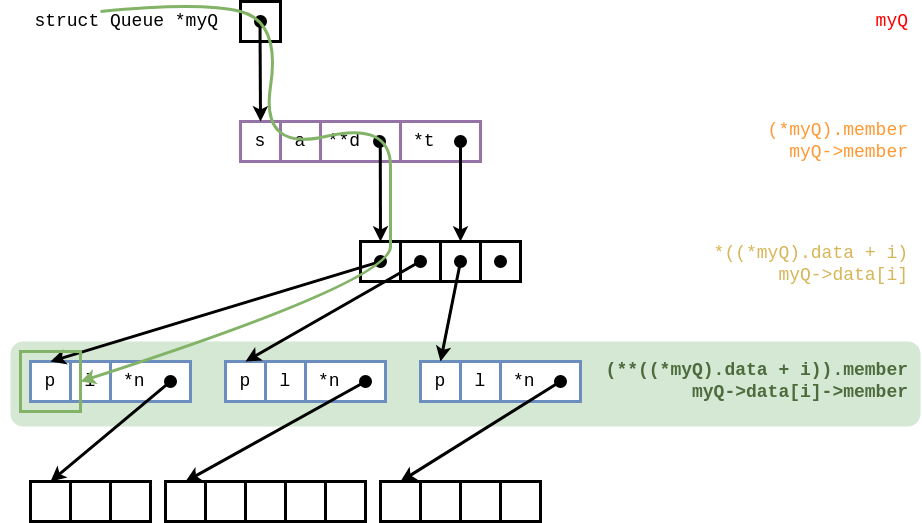 struct Queue *myQ
myQ
s a **d *t
(*myQ).member
myQ->member
*((*myQ).data + i)
myQ->data[i]
p l *n p l *n p l *n
(**((*myQ).data + i)).member
myQ->data[i]->member